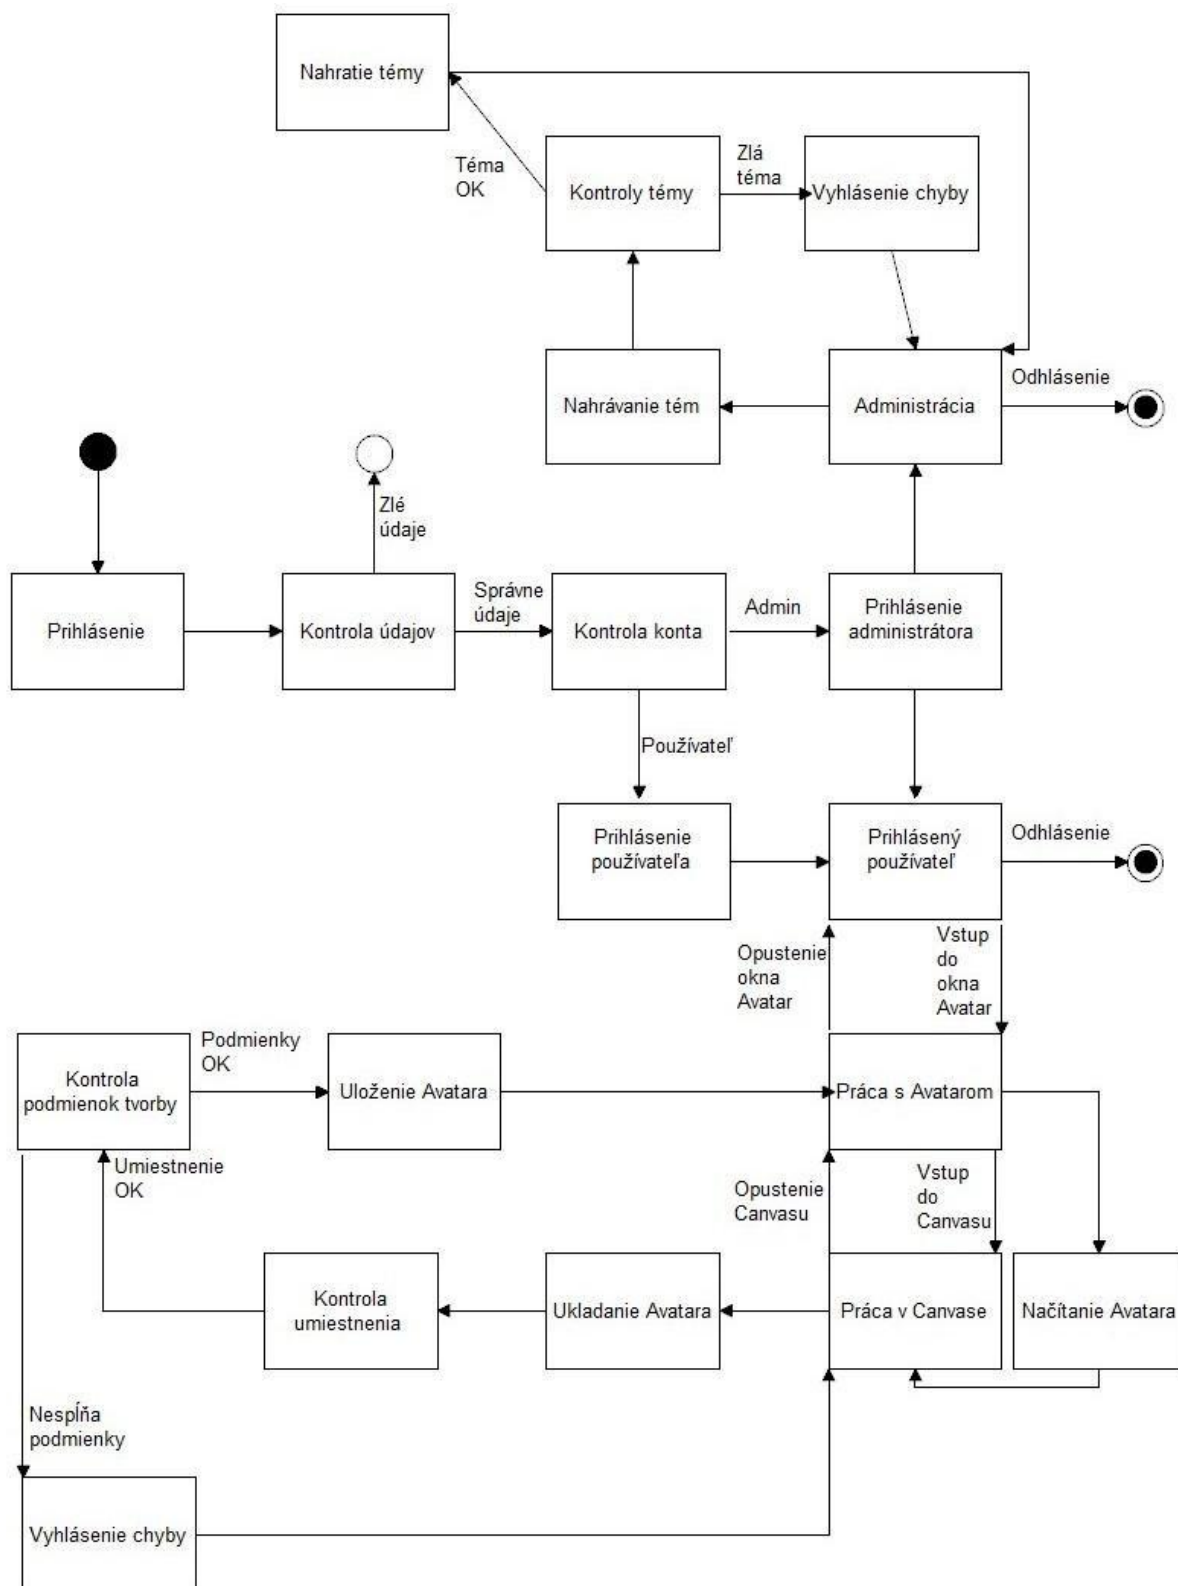 Nahratie témy
Téma
OK
Kontroly témy
Zlá
téma
Vyhlásenie chyby
Nahrávanie tém
Administrácia
Odhlásenie
Zlé
údaje
Prihlásenie
Kontrola údajov
Správne
údaje
Kontrola konta
Admin
Prihlásenie
administrátora
Používateľ
Prihlásenie
používateľa
Prihlásený
používateľ
Odhlásenie
Opustenie
okna
Avatar
Vstup
do
okna
Avatar
Kontrola
podmienok tvorby
Podmienky
OK
Uloženie Avatara
Práca s Avatarom
Umiestnenie
OK
Opustenie
Canvasu
Vstup
do
Canvasu
Kontrola
umiestnenia
Ukladanie Avatara
Práca v Canvase
Načítanie Avatara
Nespĺňa
podmienky
Vyhlásenie chyby